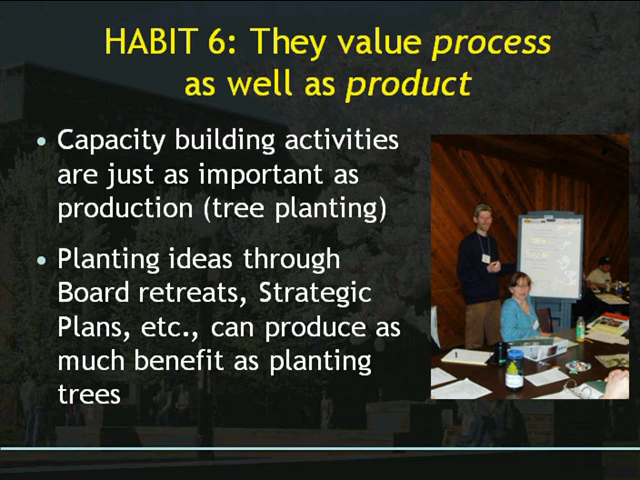 HABIT 6: They value process
as well as product
• Capacity building activities
are just as important as
production (tree planting)
• Planting ideas through
Board retreats, Strategic
Plans, etc., can produce as
much benefit as planting
trees